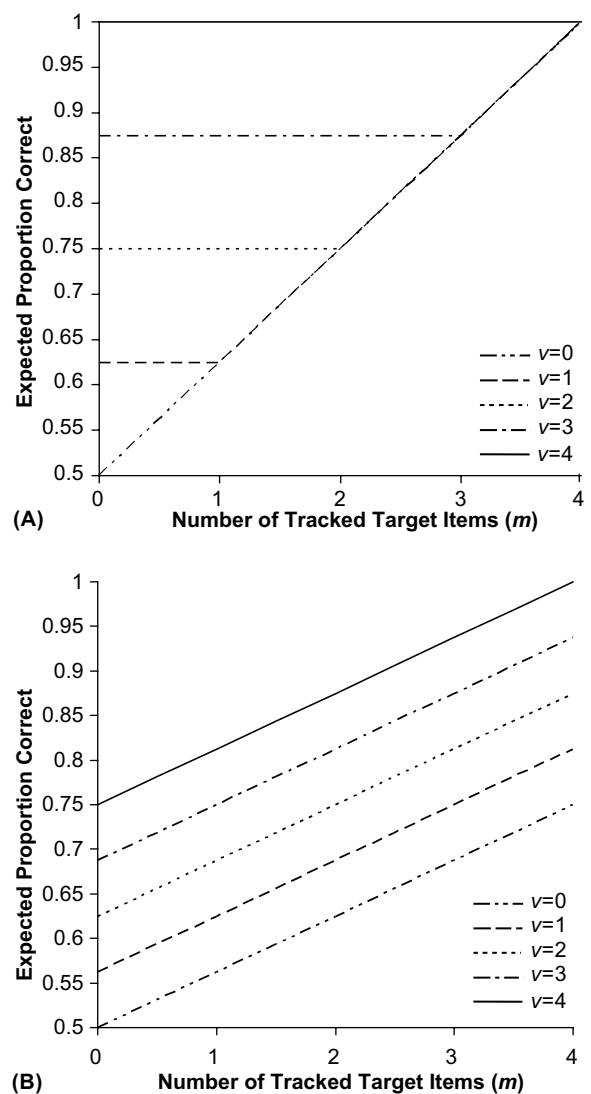 1
0.95
0.9
0.85
0.8
0.75
0.7
0.65
0.6
0.55
0.5
Expected Proportion Correct
v=0
v=1
v=2
v=3
v=4
0 1 2 3 4
(A) Number of Tracked Target Items (m)
1
0.95
0.9
0.85
0.8
0.75
0.7
0.65
0.6
0.55
0.5
Expected Proportion Correct
v=0
v=1
v=2
v=3
v=4
0 1 2 3 4
(B) Number of Tracked Target Items (m)